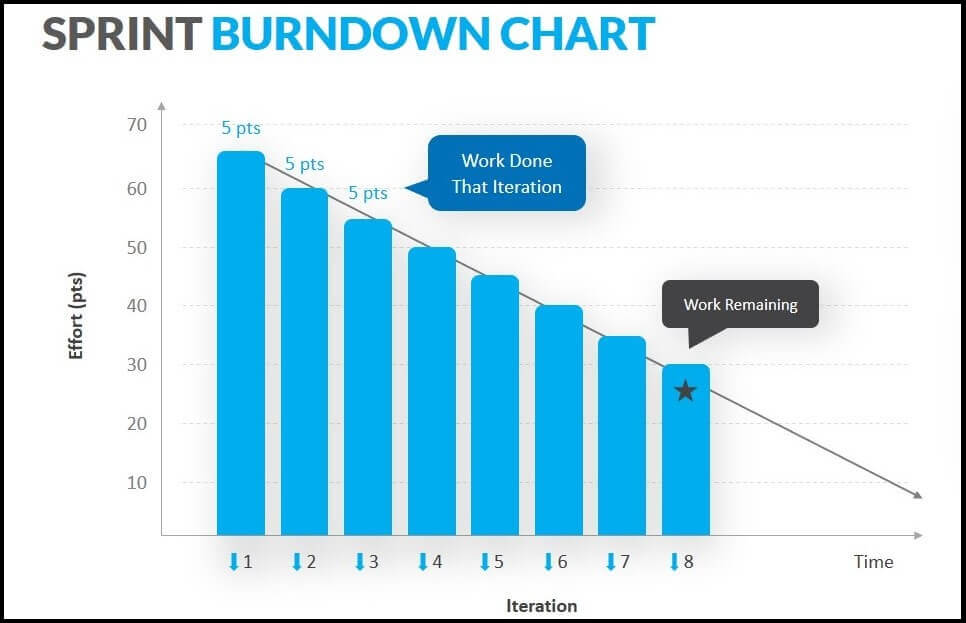 SPRINT BURNDOWN CHART
70
60
50
40
30
20
10
Effort (pts)
5 pts
5 pts
5 pts
Work Done
That Iteration
Work Remaining
1 2 3 4 5 6 7 8 Time
Iteration